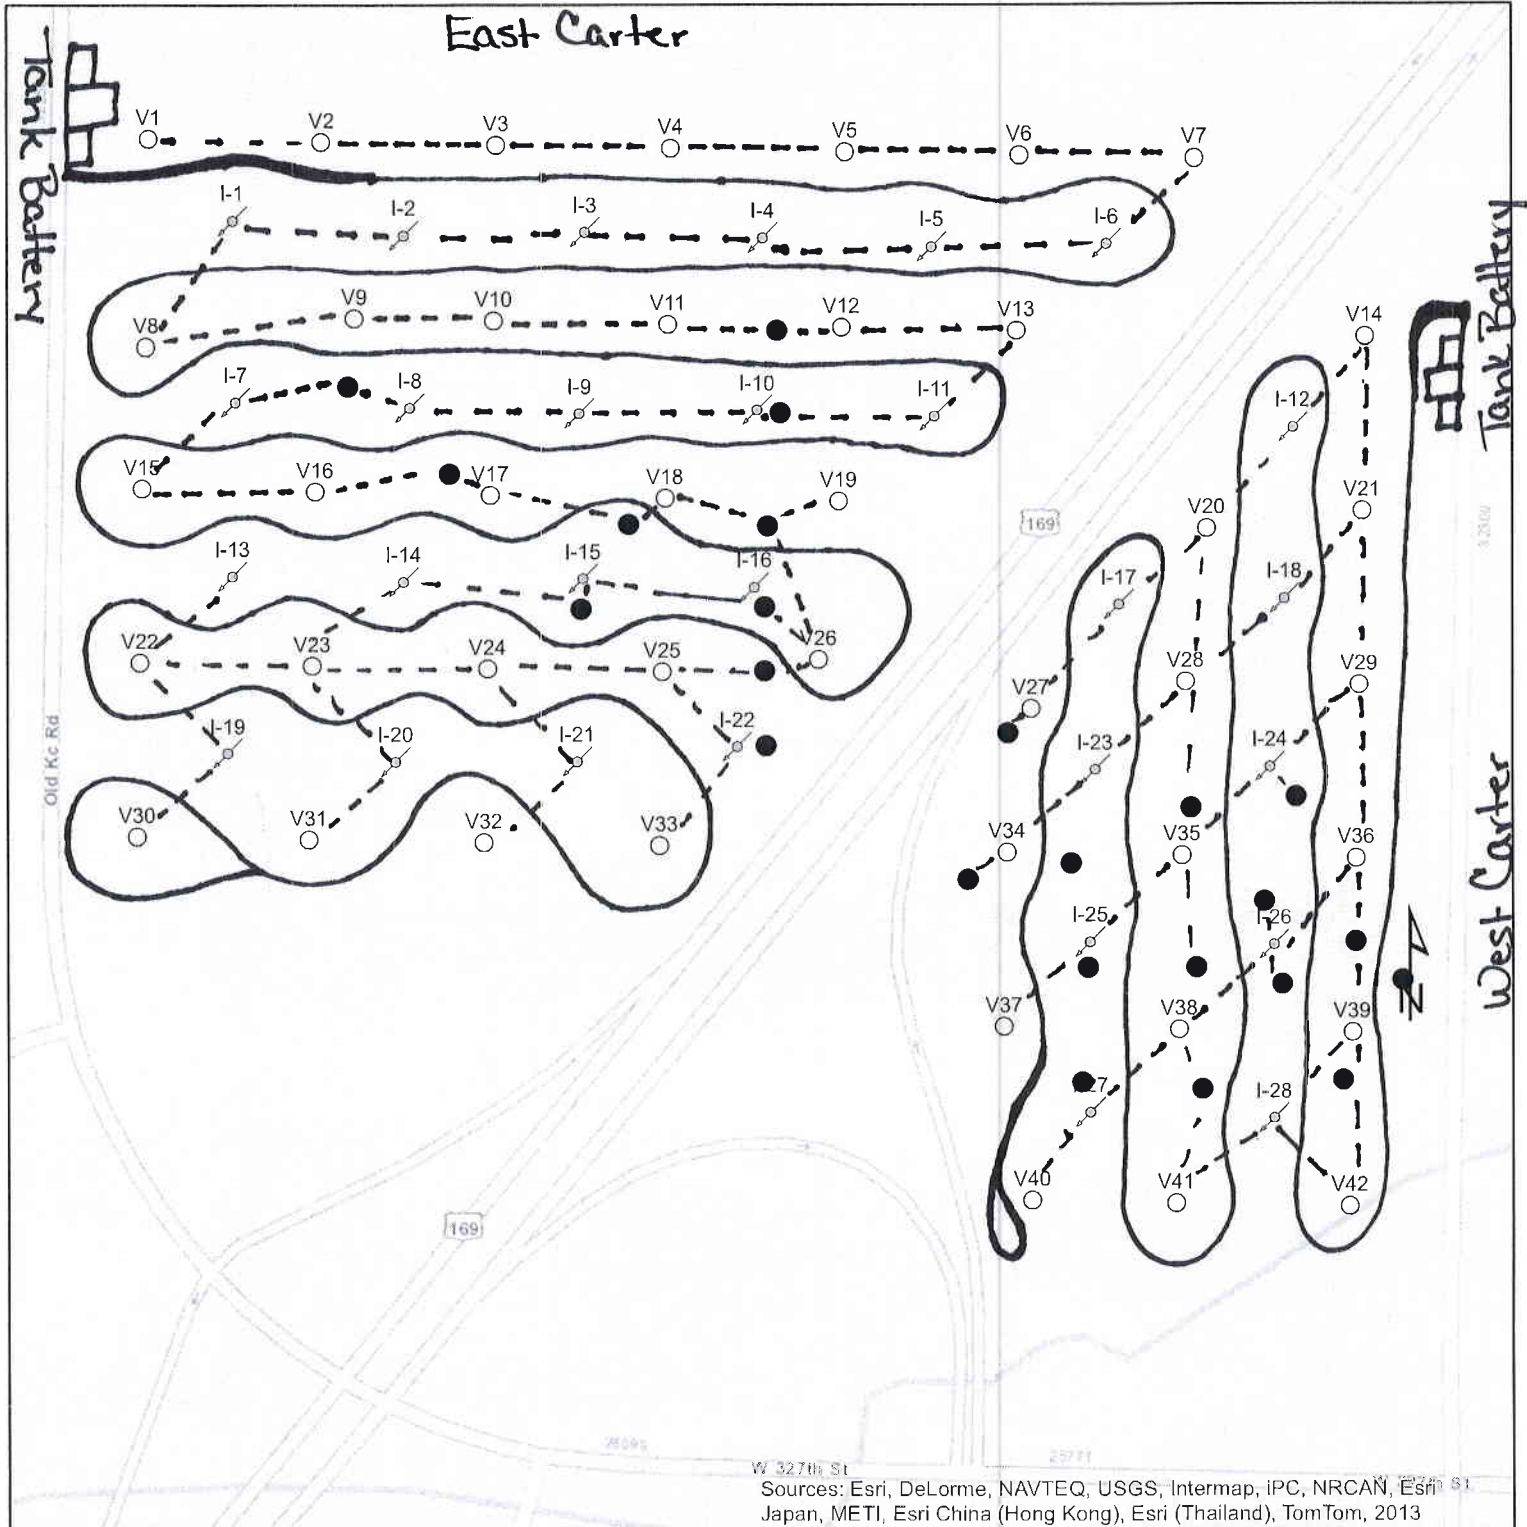 East Carter
Tank Battery
V1
V2
V3
V4
V5
V6
V7
I-1
I-2
I-3
I-4
I-5
I-6
Tank Battery
V8
V9
V10
V11
V12
V13
V14
I-7
I-8
I-9
I-10
I-11
I-12
V15
V16
V17
V18
V19
V20
V21
169
I-13
I-14
I-15
I-16
I-17
I-18
V22
V23
V24
V25
V26
V27
V28
V29
Old Kc Rd
I-19
I-20
I-21
I-22
I-23
I-24
West Carter
V30
V31
V32
V33
V34
V35
V36
I-25
I-26
N
V37
V38
V39
I-28
V40
V41
V42
169
W 327th St
Sources: Esri, DeLorme, NAVTEQ, USGS, Intermap, iPC, NRCAN, Esri
Japan, METI, Esri China (Hong Kong), Esri (Thailand), TomTom, 2013